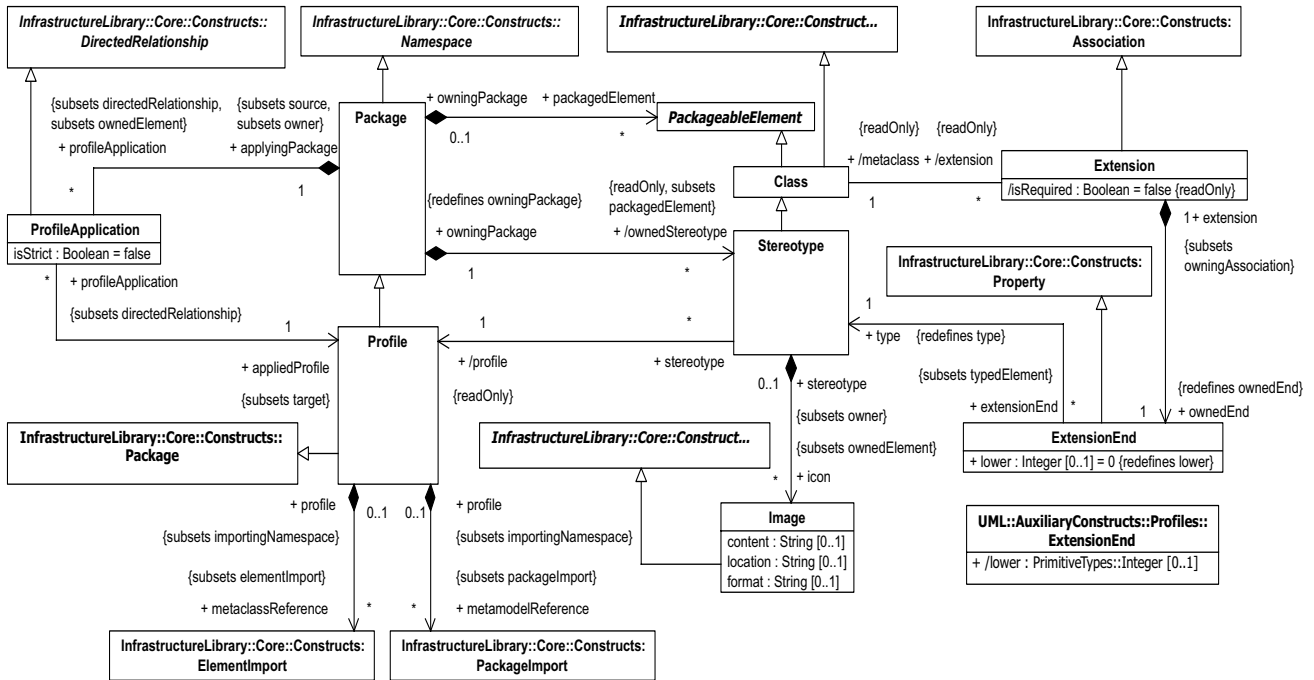 InfrastructureLibrary::Core::Constructs::
DirectedRelationship
InfrastructureLibrary::Core::Constructs::
Namespace
InfrastructureLibrary::Core::Construct...
InfrastructureLibrary::Core::Constructs:
Association
{subsets directedRelationship,
subsets ownedElement}
+ profileApplication
*
{subsets source,
subsets owner}
+ applyingPackage
1
Package
+ owningPackage
0..1
+ packagedElement
*
PackageableElement
{readOnly}
+ /metaclass
1
{readOnly}
+ /extension
*
Class
Extension
/isRequired : Boolean = false {readOnly}
ProfileApplication
isStrict : Boolean = false
{redefines owningPackage}
+ owningPackage
1
{readOnly, subsets
packagedElement}
+ /ownedStereotype
*
Stereotype
1 + extension
{subsets
owningAssociation}
InfrastructureLibrary::Core::Constructs:
Property
*
+ profileApplication
{subsets directedRelationship}
1
+ appliedProfile
{subsets target}
Profile
1
+ /profile
{readOnly}
*
+ stereotype
1
+ type
{redefines type}
{subsets typedElement}
+ extensionEnd
*
{redefines ownedEnd}
1
+ ownedEnd
0..1
+ stereotype
{subsets owner}
{subsets ownedElement}
*
+ icon
InfrastructureLibrary::Core::Constructs::
Package
InfrastructureLibrary::Core::Construct...
ExtensionEnd
+ lower : Integer [0..1] = 0 {redefines lower}
+ profile
0..1
{subsets importingNamespace}
{subsets elementImport}
+ metaclassReference
*
0..1
+ profile
{subsets importingNamespace}
{subsets packageImport}
*
+ metamodelReference
Image
content : String [0..1]
location : String [0..1]
format : String [0..1]
UML::AuxiliaryConstructs::Profiles::
ExtensionEnd
+ /lower : PrimitiveTypes::Integer [0..1]
InfrastructureLibrary::Core::Constructs:
ElementImport
InfrastructureLibrary::Core::Constructs:
PackageImport